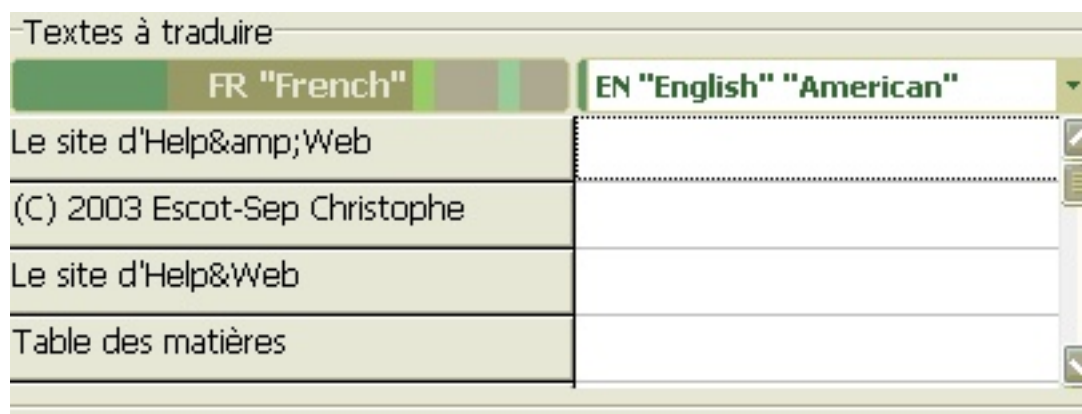 Textes à traduire
FR "French" EN "English" "American"
Le site d'Help&amp;Web
(C) 2003 Escot-Sep Christophe
Le site d'Help&Web
Table des matières